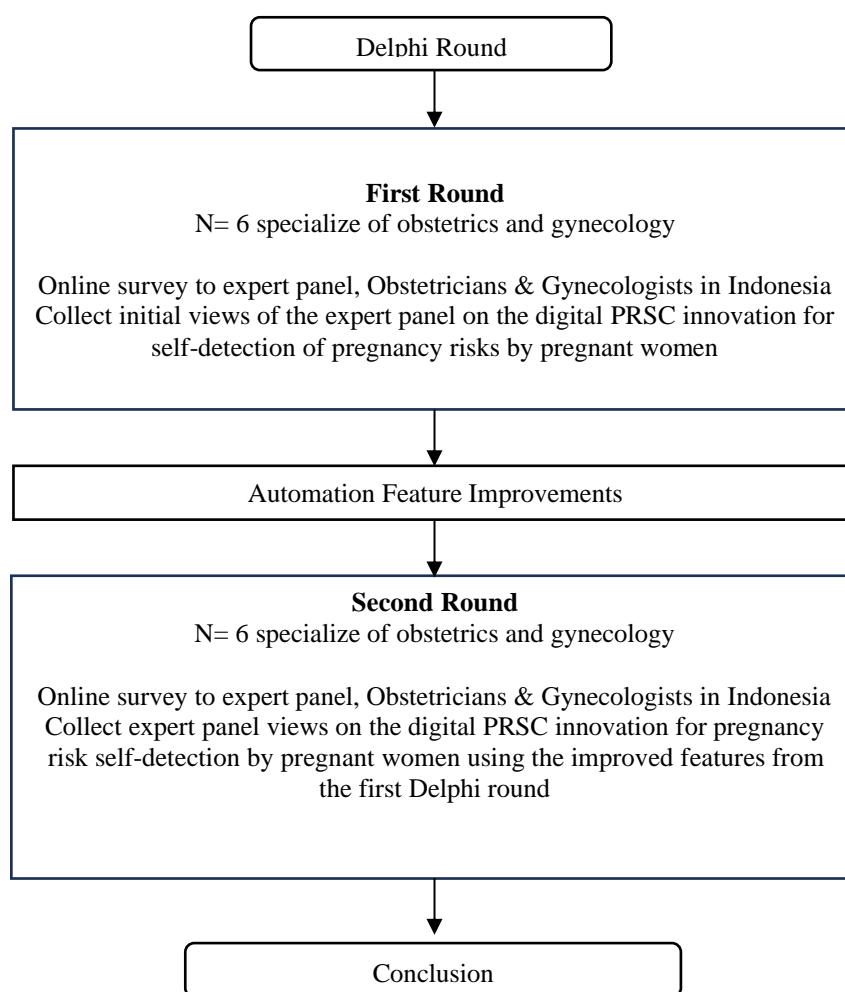 Delphi Round
First Round
N= 6 specialize of obstetrics and gynecology
Online survey to expert panel, Obstetricians & Gynecologists in Indonesia
Collect initial views of the expert panel on the digital PRSC innovation for
self-detection of pregnancy risks by pregnant women
Automation Feature Improvements
Second Round
N= 6 specialize of obstetrics and gynecology
Online survey to expert panel, Obstetricians & Gynecologists in Indonesia
Collect expert panel views on the digital PRSC innovation for pregnancy
risk self-detection by pregnant women using the improved features from
the first Delphi round
Conclusion